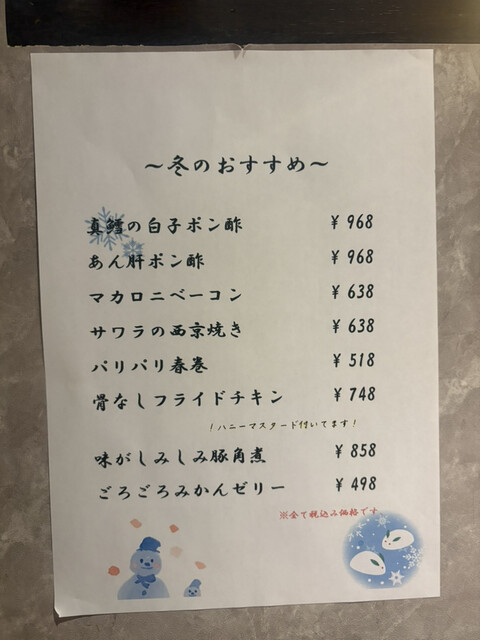 ～冬のおすすめ～
真鱈の白子ポン酢 ¥968
あん肝ポン酢 ¥968
マカロニベーコン ¥638
サワラの西京焼き ¥638
パリパリ春巻 ¥518
骨なしフライドチキン ¥748
！ハニーマスタード付いてます！
味がしみしみ豚角煮 ¥858
ごろごろみかんゼリー ¥498
※全て税込み価格です